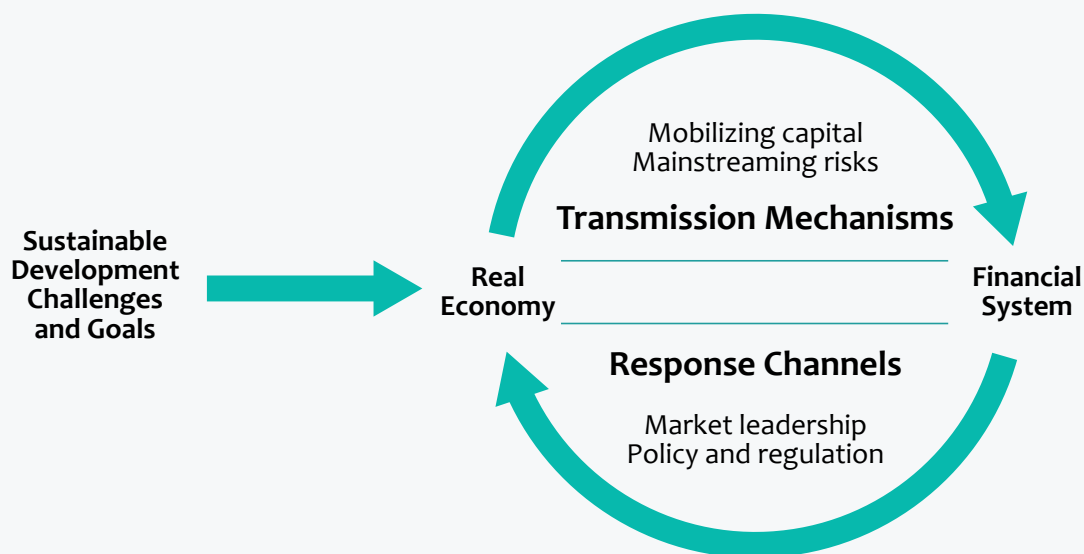 Mobilizing capital
Mainstreaming risks
Transmission Mechanisms
Sustainable
Development
Challenges
and Goals
Real
Economy
Financial
System
Response Channels
Market leadership
Policy and regulation